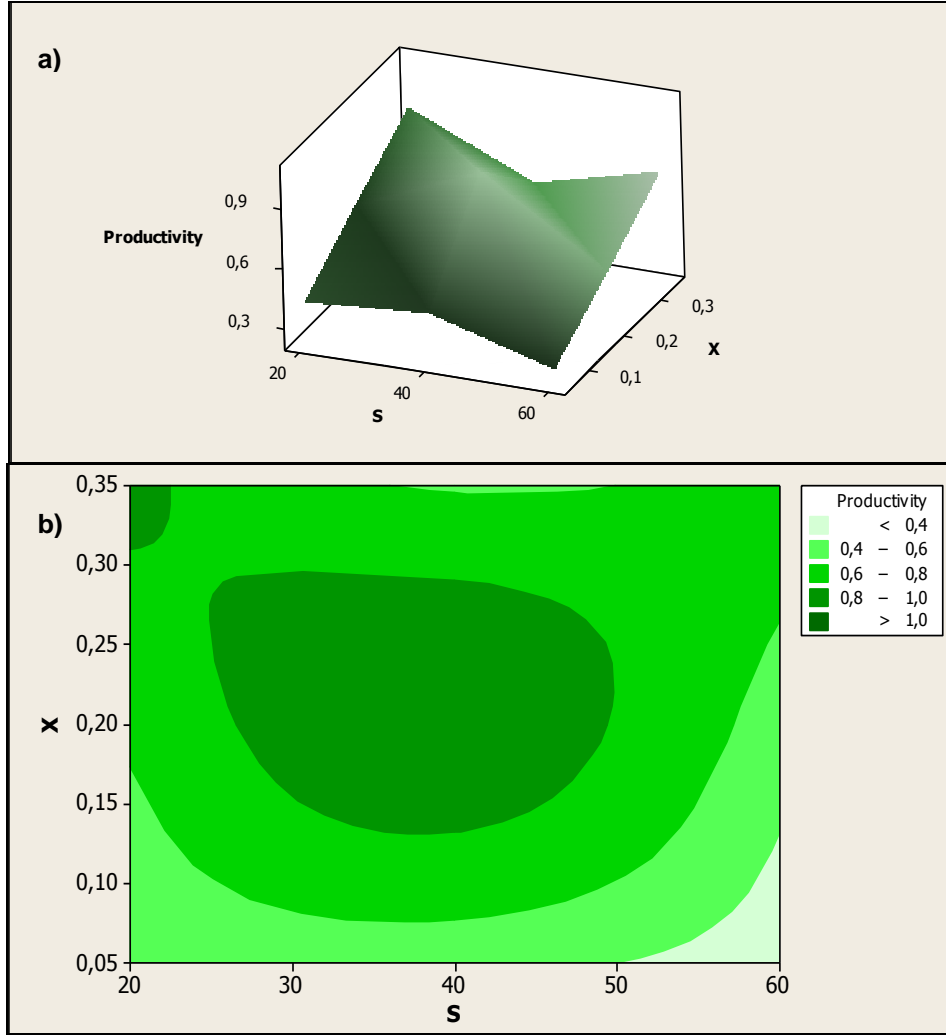 a)
0,9
Productivity
0,6
0,3
20
40
60
S
0,1
0,2
0,3
X
b)
0,35
0,30
0,25
0,20
0,15
0,10
0,05
X
20 30 40 50 60
S
Productivity
< 0,4
0,4 – 0,6
0,6 – 0,8
0,8 – 1,0
> 1,0